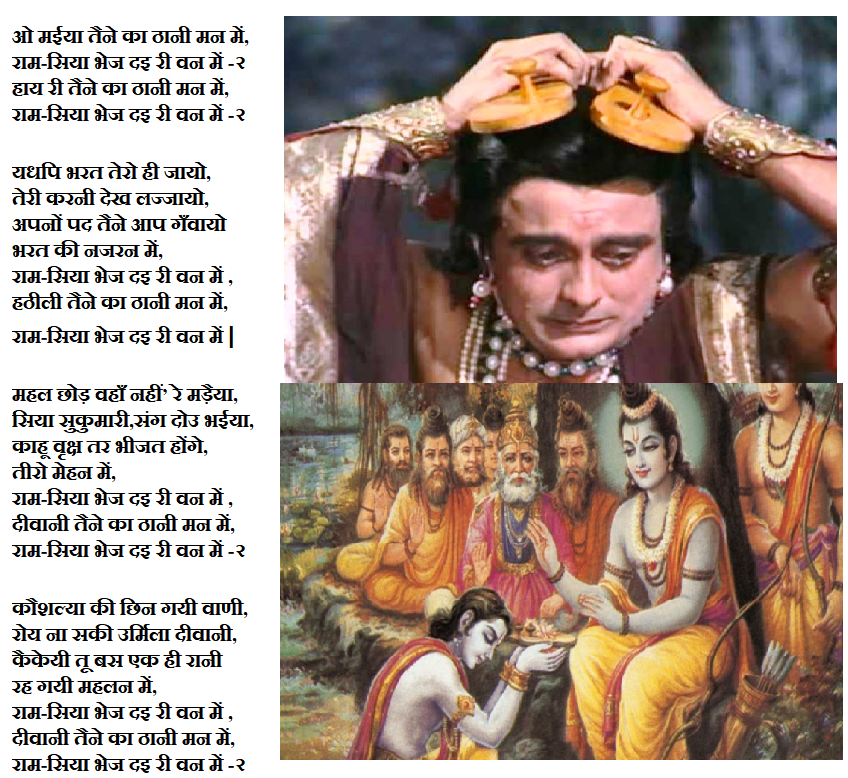 ओ मईया तैने का ठानी मन में,
राम-सिया भेज दइ री वन में -२
हाय री तैने का ठानी मन में,
राम-सिया भेज दइ री वन में -२
यधपि भरत तेरो ही जायो,
तेरी करनी देख लज्जायो,
अपनों पद तैने आप गँवायो
भरत की नजरन में,
राम-सिया भेज दइ री वन में ,
हठीली तैने का ठानी मन में,
राम-सिया भेज दइ री वन में |
महल छोड़ वहाँ नहीं' रे मड़ैया,
सिया सुकुमारी,संग दोउ भईया,
काहू वृक्ष तर भीजत होंगे,
तीरो मेहन में,
राम-सिया भेज दइ री वन में ,
दीवानी तैने का ठानी मन में,
राम-सिया भेज दइ री वन में -२
कौशल्या की छिन गयी वाणी,
रोय ना सकी उर्मिला दीवानी,
कैकेयी तू बस एक ही रानी
रह गयी महलन में,
राम-सिया भेज दइ री वन में ,
दीवानी तैने का ठानी मन में,
राम-सिया भेज दइ री वन में -२